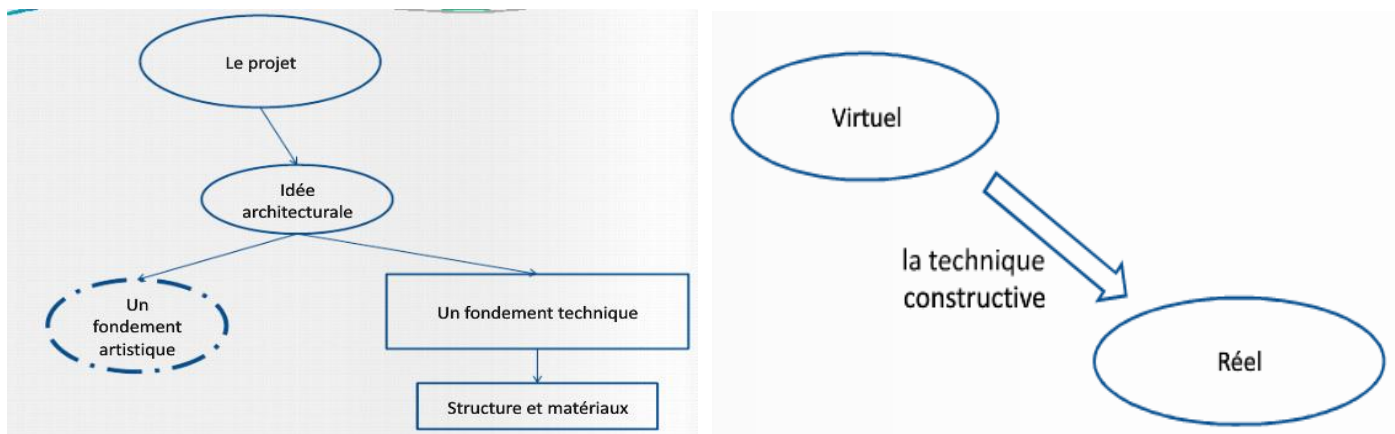 Le projet
Idée
architecturale
Un
fondement
artistique
Un fondement technique
Structure et matériaux
Virtuel
la technique
constructive
Réel